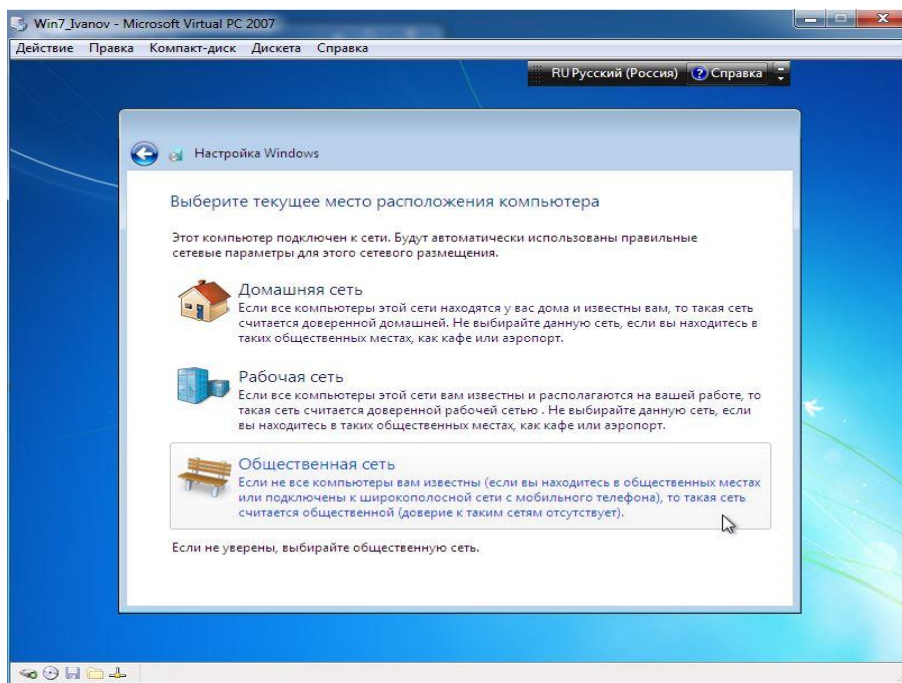 Win7_Ivanov - Microsoft Virtual PC 2007
Действие Правка Компакт-диск Дискета Справка
RU Русский (Россия) Справка
Настройка Windows
Выберите текущее место расположения компьютера
Этот компьютер подключен к сети. Будут автоматически использованы правильные
сетевые параметры для этого сетевого размещения.
Домашняя сеть
Если все компьютеры этой сети находятся у вас дома и известны вам, то такая сеть
считается доверенной домашней. Не выбирайте данную сеть, если вы находитесь в
таких общественных местах, как кафе или аэропорт.
Рабочая сеть
Если все компьютеры этой сети вам известны и располагаются на вашей работе, то
такая сеть считается доверенной рабочей сетью . Не выбирайте данную сеть, если
вы находитесь в таких общественных местах, как кафе или аэропорт.
Общественная сеть
Если не все компьютеры вам известны (если вы находитесь в общественных местах
или подключены к широкополосной сети с мобильного телефона), то такая сеть
считается общественной (доверие к таким сетям отсутствует).
Если не уверены, выбирайте общественную сеть.